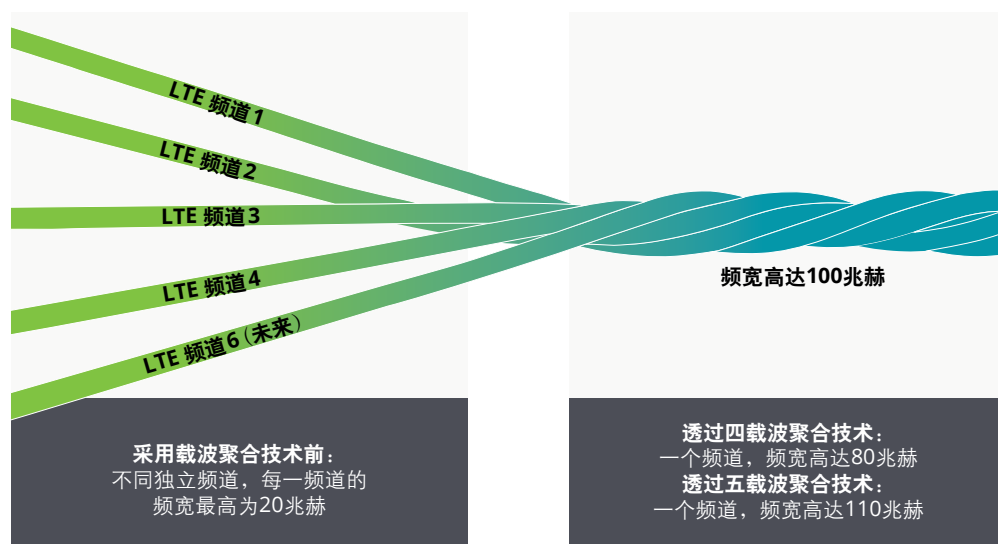 LTE 频道1
LTE 频道2
LTE 频道3
LTE 频道4
LTE 频道6(未来)
频宽高达100兆赫
采用载波聚合技术前:
不同独立频道,每一频道的
频宽最高为20兆赫
透过四载波聚合技术:
一个频道,频宽高达80兆赫
透过五载波聚合技术:
一个频道,频宽高达110兆赫